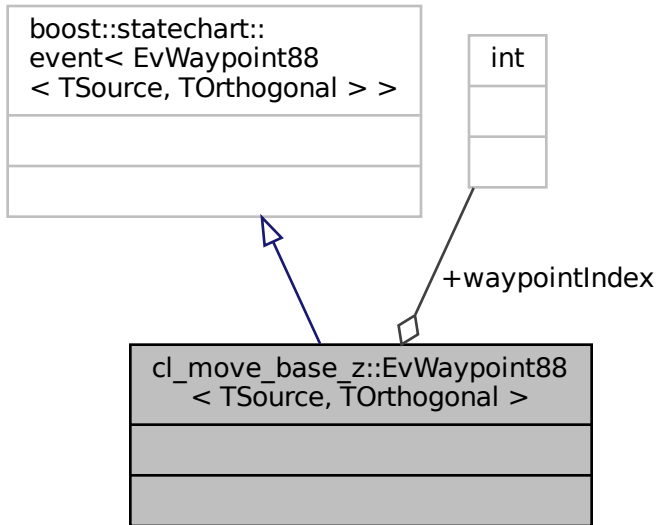 boost::statechart::
event< EvWaypoint88
< TSource, TOrthogonal > >
int
+waypointIndex
cl_move_base_z::EvWaypoint88
< TSource, TOrthogonal >